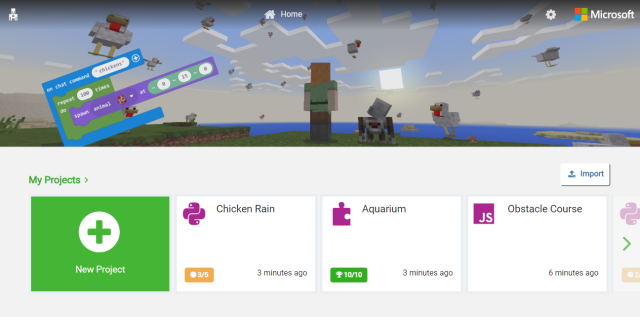 Home
Microsoft
on chat command "chickens"
repeat 100 times
do
spawn animal at ~ 0 ~ 15 ~ 0
My Projects
Import
New Project
Chicken Rain
3/5
3 minutes ago
Aquarium
10/10
3 minutes ago
JS
Obstacle Course
6 minutes ago